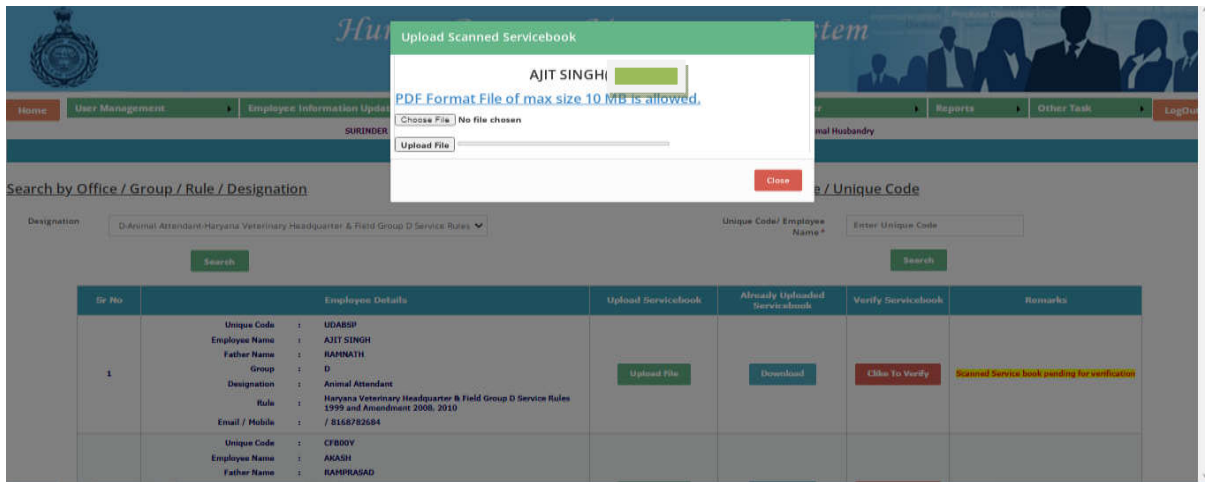 Hu
stem
Upload Scanned Servicebook
AJIT SINGH(
PDF Format File of max size 10 MB is allowed.
Choose File No file chosen
Upload File
Close
Home User Management Employee Information Updat Reports Other Task LogOu
SURINDER mal Husbandry
Search by Office / Group / Rule / Designation e / Unique Code
Designation D-Animal Attendant-Haryana Veterinary Headquarter & Field Group D Service Rules
Unique Code/ Employee Name* Enter Unique Code
Search Search
Sr No Employee Details Upload Servicebook Already Uploaded Servicebook Verify Servicebook Remarks
Unique Code : UDABSP
Employee Name : AJIT SINGH
Father Name : RAMNATH
Group : D
1 Upload File Download Clike To Verify Scanned Service book pending for verification
Designation : Animal Attendant
Rule : Haryana Veterinary Headquarter & Field Group D Service Rules
1999 and Amendment 2008, 2010
Email / Mobile : / 8168782684
Unique Code : CFB00Y
Employee Name : AKASH
Father Name : RAMPRASAD